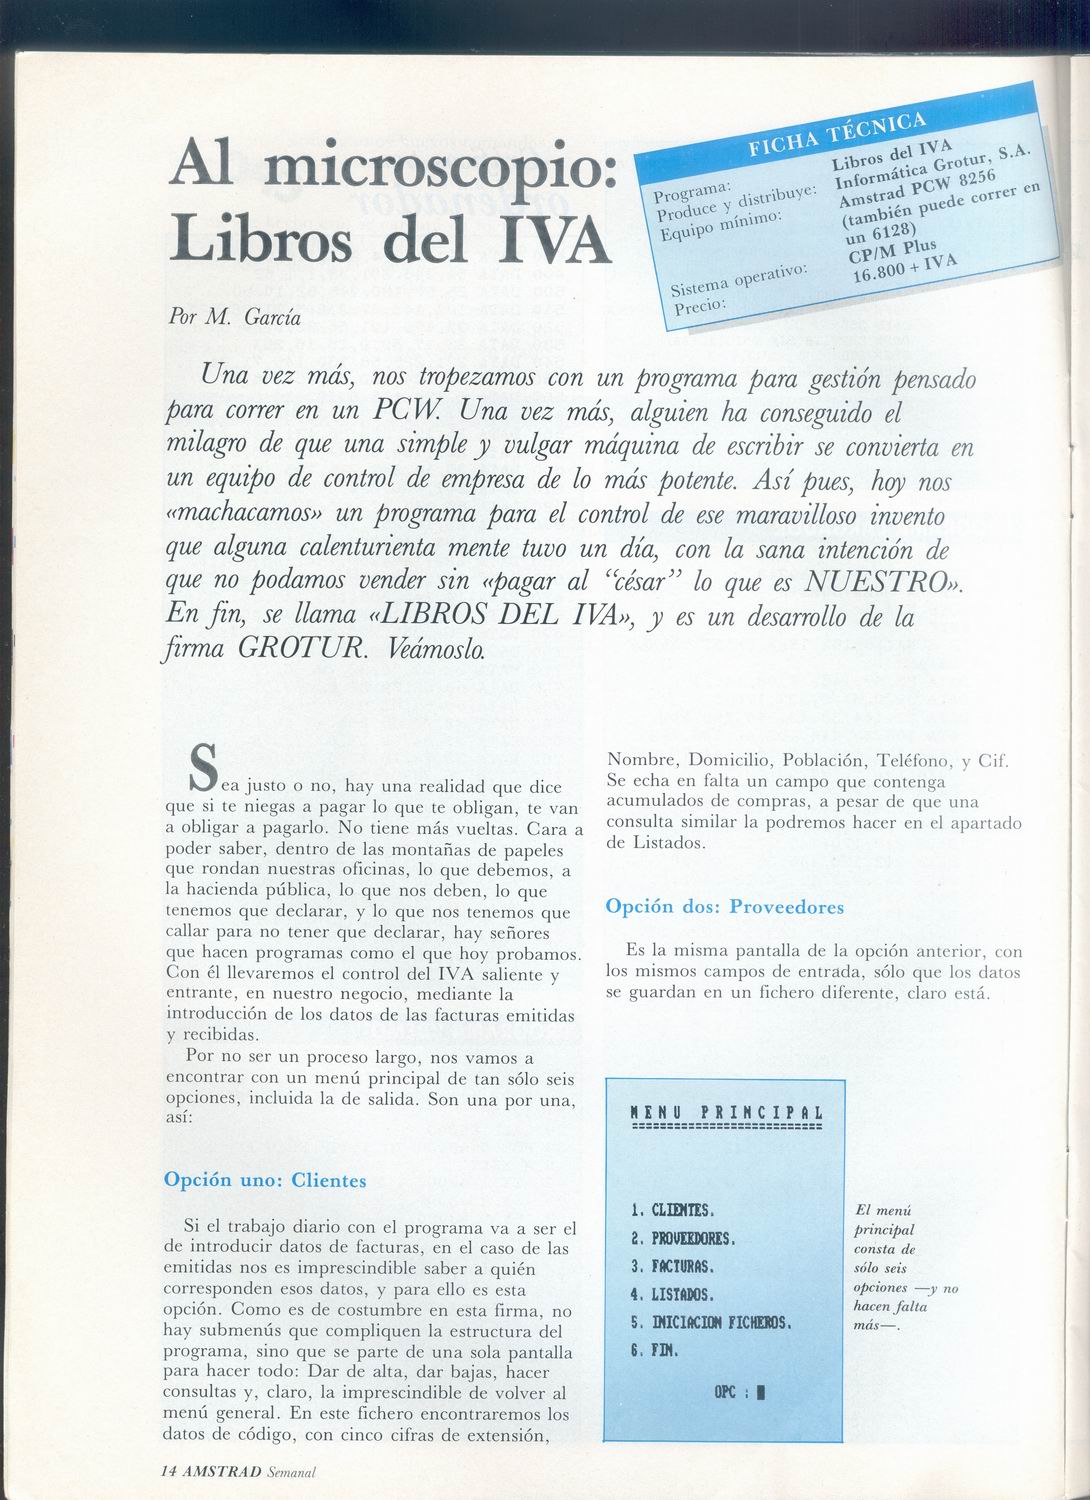 Al microscopio:
Libros del IVA
FICHA TÉCNICA
Programa: Libros del IVA
Produce y distribuye: Informática Grotur, S.A.
Equipo mínimo: Amstrad PCW 8256
(también puede correr en
un 6128)
Sistema operativo: CP/M Plus
Precio: 16.800 + IVA
Por M. García
Una vez más, nos tropezamos con un programa para gestión pensado
para correr en un PCW. Una vez más, alguien ha conseguido el
milagro de que una simple y vulgar máquina de escribir se convierta en
un equipo de control de empresa de lo más potente. Así pues, hoy nos
«machacamos» un programa para el control de ese maravilloso invento
que alguna calenturienta mente tuvo un día, con la sana intención de
que no podamos vender sin «pagar al “césar” lo que es NUESTRO».
En fin, se llama «LIBROS DEL IVA», y es un desarrollo de la
firma GROTUR. Veámoslo.
Sea justo o no, hay una realidad que dice
que si te niegas a pagar lo que te obligan, te van
a obligar a pagarlo. No tiene más vueltas. Cara a
poder saber, dentro de las montañas de papeles
que rondan nuestras oficinas, lo que debemos, a
la hacienda pública, lo que nos deben, lo que
tenemos que declarar, y lo que nos tenemos que
callar para no tener que declarar, hay señores
que hacen programas como el que hoy probamos.
Con él llevaremos el control del IVA saliente y
entrante, en nuestro negocio, mediante la
introducción de los datos de las facturas emitidas
y recibidas.
Por no ser un proceso largo, nos vamos a
encontrar con un menú principal de tan sólo seis
opciones, incluida la de salida. Son una por una,
así:
Opción uno: Clientes
Si el trabajo diario con el programa va a ser el
de introducir datos de facturas, en el caso de las
emitidas nos es imprescindible saber a quién
corresponden esos datos, y para ello es esta
opción. Como es de costumbre en esta firma, no
hay submenús que compliquen la estructura del
programa, sino que se parte de una sola pantalla
para hacer todo: Dar de alta, dar bajas, hacer
consultas y, claro, la imprescindible de volver al
menú general. En este fichero encontraremos los
datos de código, con cinco cifras de extensión,
Nombre, Domicilio, Población, Teléfono, y Cif.
Se echa en falta un campo que contenga
acumulados de compras, a pesar de que una
consulta similar la podremos hacer en el apartado
de Listados.
Opción dos: Proveedores
Es la misma pantalla de la opción anterior, con
los mismos campos de entrada, sólo que los datos
se guardan en un fichero diferente, claro está.
MENU PRINCIPAL
1. CLIENTES.
2. PROVEEDORES.
3. FACTURAS.
4. LISTADOS.
5. INICIACION FICHEROS.
6. FIN.
OPC :
El menú
principal
consta de
sólo seis
opciones —y no
hacen falta
más—.
14 AMSTRAD Semanal